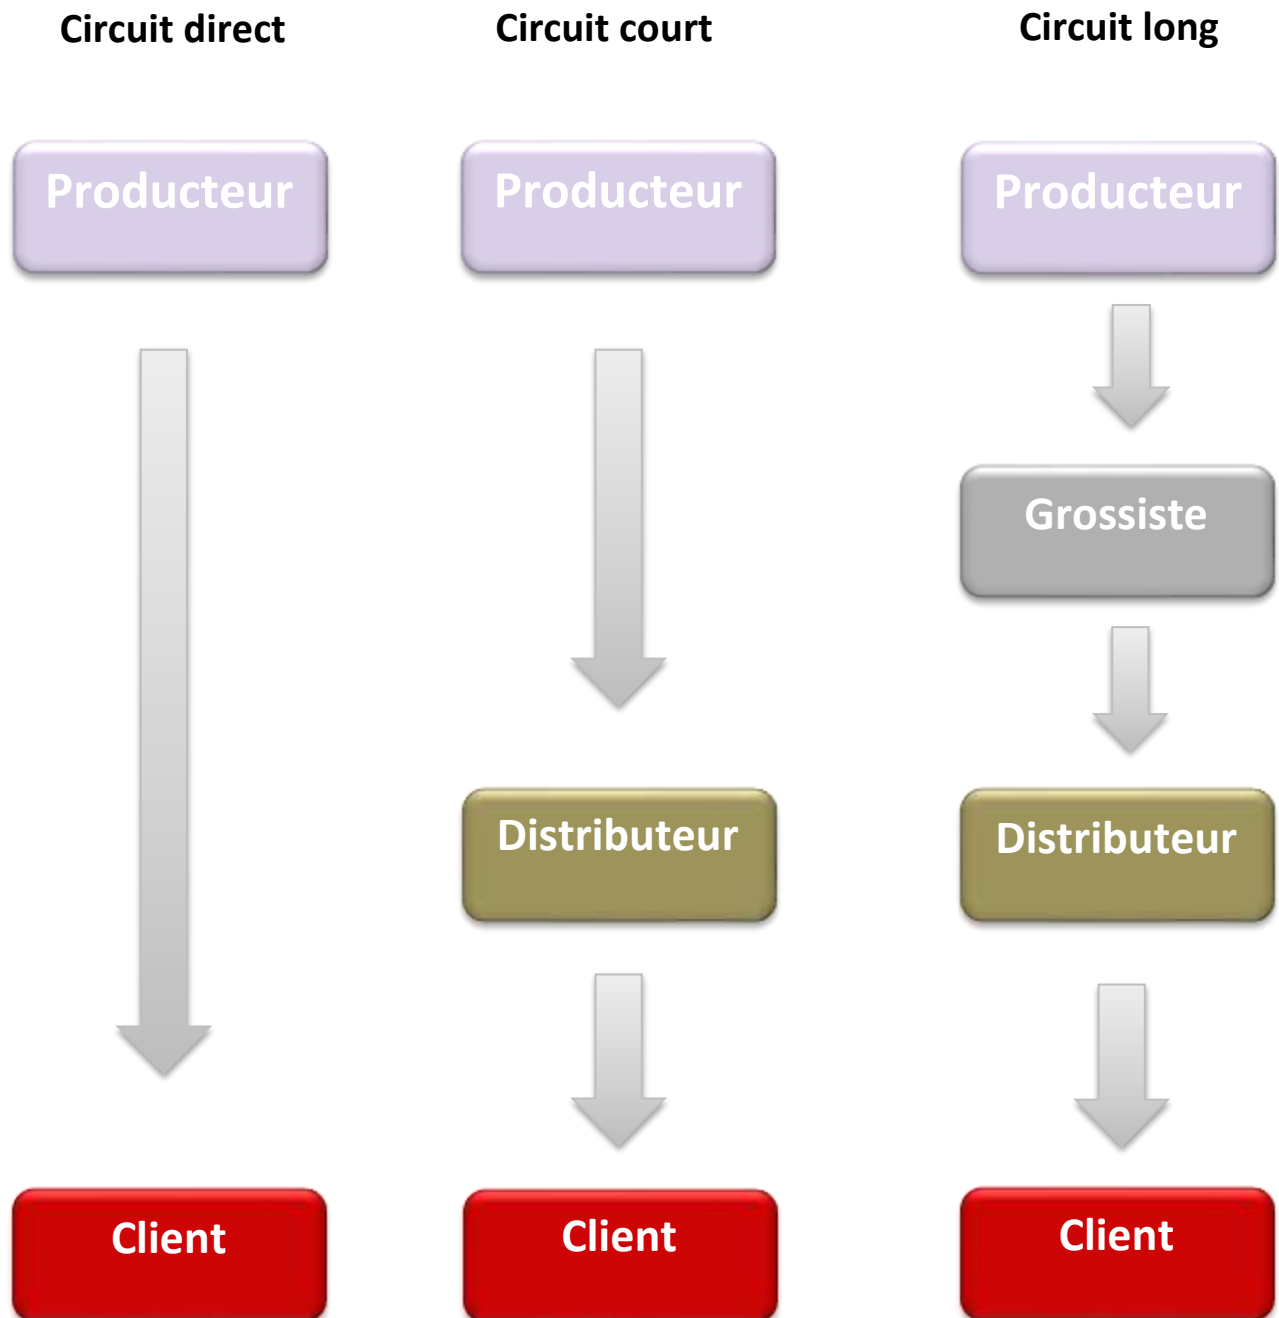 Circuit direct
Circuit court
Circuit long
Producteur
Producteur
Producteur
Grossiste
Distributeur
Distributeur
Client
Client
Client